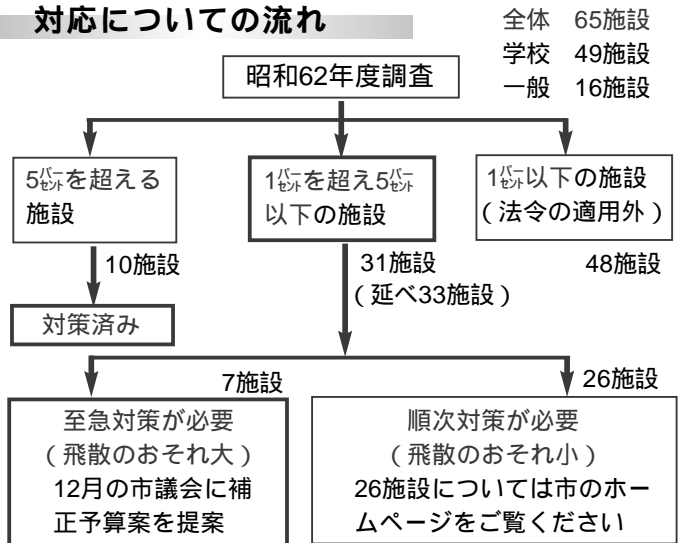 対応についての流れ
全体 65施設
学校 49施設
一般 16施設
昭和62年度調査
5㌫を超える
施設
1㌫を超え5㌫
以下の施設
1㌫以下の施設
(法令の適用外)
10施設
31施設
(延べ33施設)
48施設
対策済み
7施設
26施設
至急対策が必要
(飛散のおそれ大)
12月の市議会に補
正予算案を提案
順次対策が必要
(飛散のおそれ小)
26施設については市のホー
ムページをご覧ください